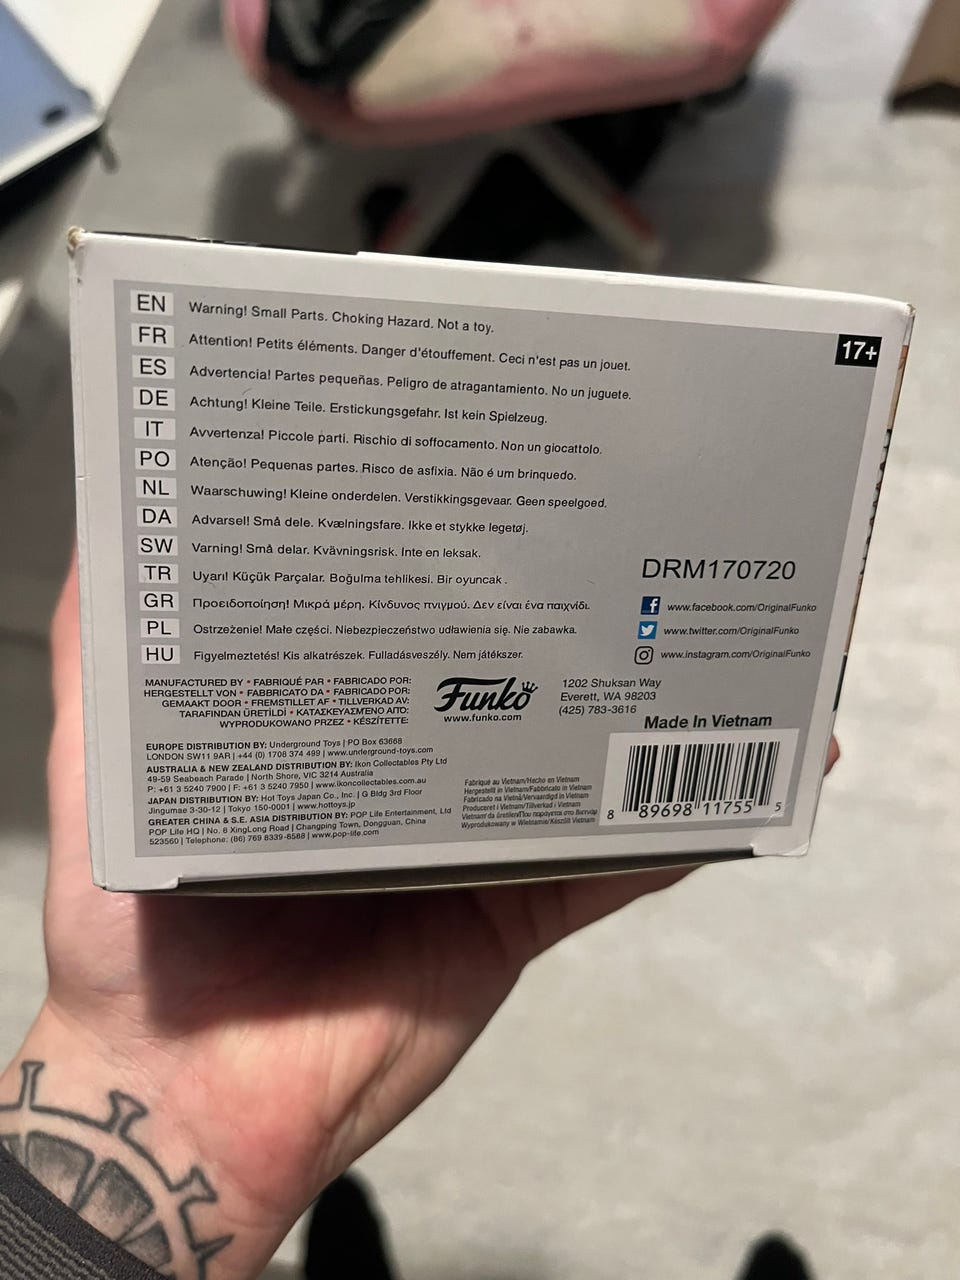 EN Warning! Small Parts. Choking Hazard. Not a toy.
17+
FR Attention! Petits éléments. Danger d'étouffement. Ceci n'est pas un jouet.
ES Advertencia! Partes pequeñas. Peligro de atragantamiento. No un juguete.
DE Achtung! Kleine Teile. Erstickungsgefahr. Ist kein Spielzeug.
IT Avvertenza! Piccole parti. Rischio di soffocamento. Non un giocattolo.
PO Atenção! Pequenas partes. Risco de asfixia. Não é um brinquedo.
NL Waarschuwing! Kleine onderdelen. Verstikkingsgevaar. Geen speelgoed.
DA Advarsel! Små dele. Kvælningsfare. Ikke et stykke legetøj.
SW Varning! Små delar. Kvävningsrisk. Inte en leksak.
TR Uyarı! Küçük Parçalar. Boğulma tehlikesi. Bir oyuncak .
GR Προειδοποίηση! Μικρά μέρη. Κίνδυνος πνιγμού. Δεν είναι ένα παιχνίδι.
PL Ostrzeżenie! Małe części. Niebezpieczeństwo udławienia się. Nie zabawka.
HU Figyelmeztetés! Kis alkatrészek. Fulladásveszély. Nem játékszer.
DRM170720
www.facebook.com/OriginalFunko
www.twitter.com/OriginalFunko
www.instagram.com/OriginalFunko
MANUFACTURED BY • FABRIQUÉ PAR • FABRICADO POR:
HERGESTELLT VON • FABBRICATO DA • FABRICADO POR:
GEMAAKT DOOR • FREMSTILLET AF • TILLVERKAD AV:
TARAFINDAN ÜRETİLDİ • ΚΑΤΑΣΚΕΥΑΣΜΕΝΟ ΑΠΌ:
WYPRODUKOWANO PRZEZ • KÉSZÍTETTE:
Funko
www.funko.com
1202 Shuksan Way
Everett, WA 98203
(425) 783-3616
Made In Vietnam
EUROPE DISTRIBUTION BY: Underground Toys | PO Box 63668
LONDON SW11 9AR | +44 (0) 1708 374 499 | www.underground-toys.com
AUSTRALIA & NEW ZEALAND DISTRIBUTION BY: Ikon Collectables Pty Ltd
49-59 Seabeach Parade | North Shore, VIC 3214 Australia
P: +61 3 5240 7900 | F: +61 3 5240 7950 | www.ikoncollectables.com.au
JAPAN DISTRIBUTION BY: Hot Toys Japan Co., Inc. | G Bldg 3rd Floor
Jingumae 3-30-12 | Tokyo 150-0001 | www.hottoys.jp
GREATER CHINA & S.E. ASIA DISTRIBUTION BY: POP Life Entertainment, Ltd
POP Life HQ | No. 8 XingLong Road | Changping Town, Dongguan, China
523560 | Telephone: (86) 769 8339-8588 | www.pop-life.com
Fabriqué au Vietnam/Hecho en Vietnam
Hergestellt in Vietnam/Fabbricato in Vietnam
Fabricado na Vietnã/Vervaardigd in Vietnam
Produceret i Vietnam/Tillverkad i Vietnam
Vietnam'da üretilen/Που παράγεται στο Βιετνάμ
Wyprodukowany w Wietnamie/Készült Vietnam
8 89698 11755 5